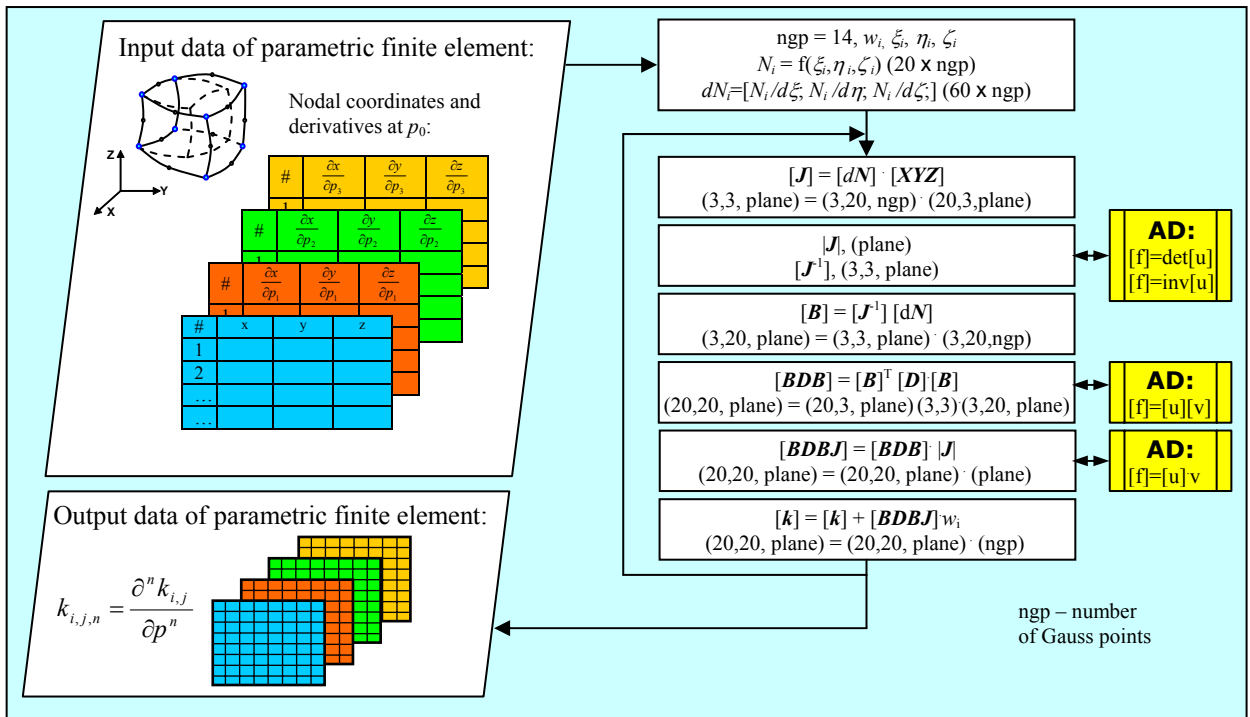 Input data of parametric finite element:
Nodal coordinates and
derivatives at p₀:
Z
Y
X
# ∂x/∂p₃ ∂y/∂p₃ ∂z/∂p₃
1
# ∂x/∂p₂ ∂y/∂p₂ ∂z/∂p₂
1
# ∂x/∂p₁ ∂y/∂p₁ ∂z/∂p₁
1
# x y z
1
2
…
…
Output data of parametric finite element:
k_{i,j,n} = ∂ⁿk_{i,j} / ∂pⁿ
ngp = 14, wᵢ, ξᵢ, ηᵢ, ζᵢ
Nᵢ = f(ξᵢ,ηᵢ,ζᵢ) (20 x ngp)
dNᵢ=[Nᵢ/dξ; Nᵢ/dη; Nᵢ/dζ;] (60 x ngp)
[J] = [dN] · [XYZ]
(3,3, plane) = (3,20, ngp) · (20,3,plane)
|J|, (plane)
[J⁻¹], (3,3, plane)
AD:
[f]=det[u]
[f]=inv[u]
[B] = [J⁻¹] [dN]
(3,20, plane) = (3,3, plane) · (3,20,ngp)
[BDB] = [B]ᵀ [D]·[B]
(20,20, plane) = (20,3, plane) (3,3)·(3,20, plane)
AD:
[f]=[u][v]
[BDBJ] = [BDB]· |J|
(20,20, plane) = (20,20, plane) · (plane)
AD:
[f]=[u]·v
[k] = [k] + [BDBJ]·wᵢ
(20,20, plane) = (20,20, plane) · (ngp)
ngp – number
of Gauss points